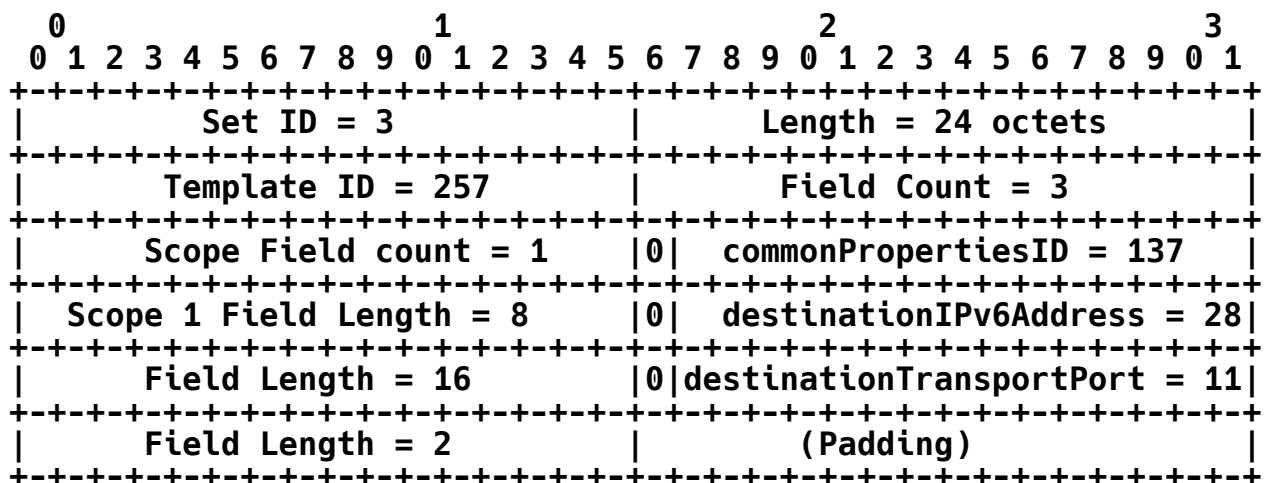 0 1 2 3
0 1 2 3 4 5 6 7 8 9 0 1 2 3 4 5 6 7 8 9 0 1 2 3 4 5 6 7 8 9 0 1
+-+-+-+-+-+-+-+-+-+-+-+-+-+-+-+-+-+-+-+-+-+-+-+-+-+-+-+-+-+-+-+-+
| Set ID = 3 | Length = 24 octets |
+-+-+-+-+-+-+-+-+-+-+-+-+-+-+-+-+-+-+-+-+-+-+-+-+-+-+-+-+-+-+-+-+
| Template ID = 257 | Field Count = 3 |
+-+-+-+-+-+-+-+-+-+-+-+-+-+-+-+-+-+-+-+-+-+-+-+-+-+-+-+-+-+-+-+-+
| Scope Field count = 1 |0| commonPropertiesID = 137 |
+-+-+-+-+-+-+-+-+-+-+-+-+-+-+-+-+-+-+-+-+-+-+-+-+-+-+-+-+-+-+-+-+
| Scope 1 Field Length = 8 |0| destinationIPv6Address = 28|
+-+-+-+-+-+-+-+-+-+-+-+-+-+-+-+-+-+-+-+-+-+-+-+-+-+-+-+-+-+-+-+-+
| Field Length = 16 |0|destinationTransportPort = 11|
+-+-+-+-+-+-+-+-+-+-+-+-+-+-+-+-+-+-+-+-+-+-+-+-+-+-+-+-+-+-+-+-+
| Field Length = 2 | (Padding) |
+-+-+-+-+-+-+-+-+-+-+-+-+-+-+-+-+-+-+-+-+-+-+-+-+-+-+-+-+-+-+-+-+